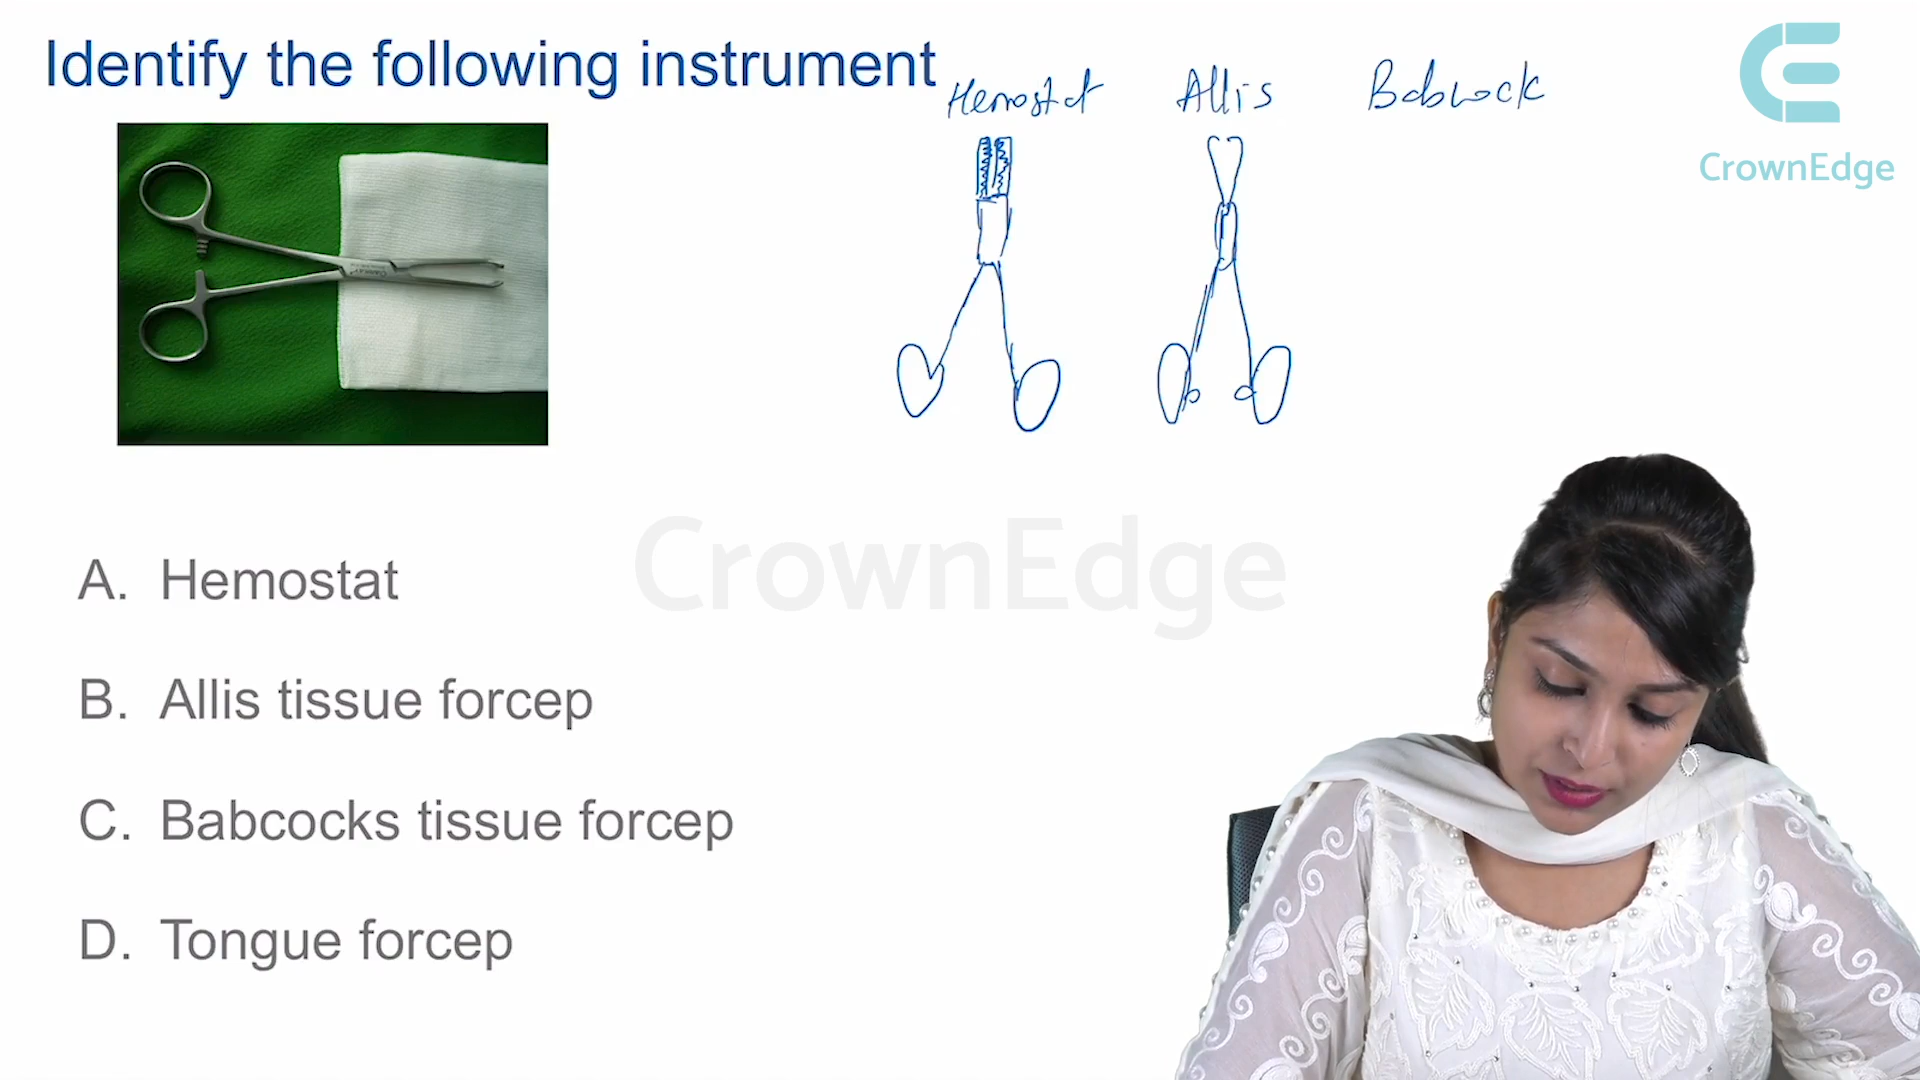 Identify the following instrument
Hemostat Allis Babcock
CrownEdge
CrownEdge
A. Hemostat
B. Allis tissue forcep
C. Babcocks tissue forcep
D. Tongue forcep